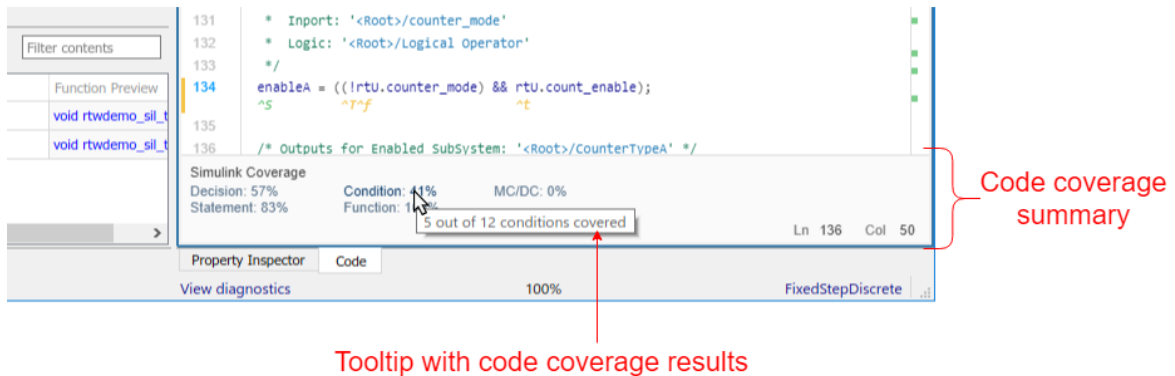 131 * Inport: '<Root>/counter_mode'
Filter contents
132 * Logic: '<Root>/Logical Operator'
133 */
Function Preview
134 enableA = ((!rtU.counter_mode) && rtU.count_enable);
^S ^T^f ^t
void rtwdemo_sil_t
135
void rtwdemo_sil_t
136 /* Outputs for Enabled SubSystem: '<Root>/CounterTypeA' */
Simulink Coverage
Decision: 57% Condition: 41% MC/DC: 0%
Statement: 83% Function:
5 out of 12 conditions covered
Ln 136 Col 50
Code coverage
summary
Property Inspector Code
View diagnostics 100% FixedStepDiscrete
Tooltip with code coverage results